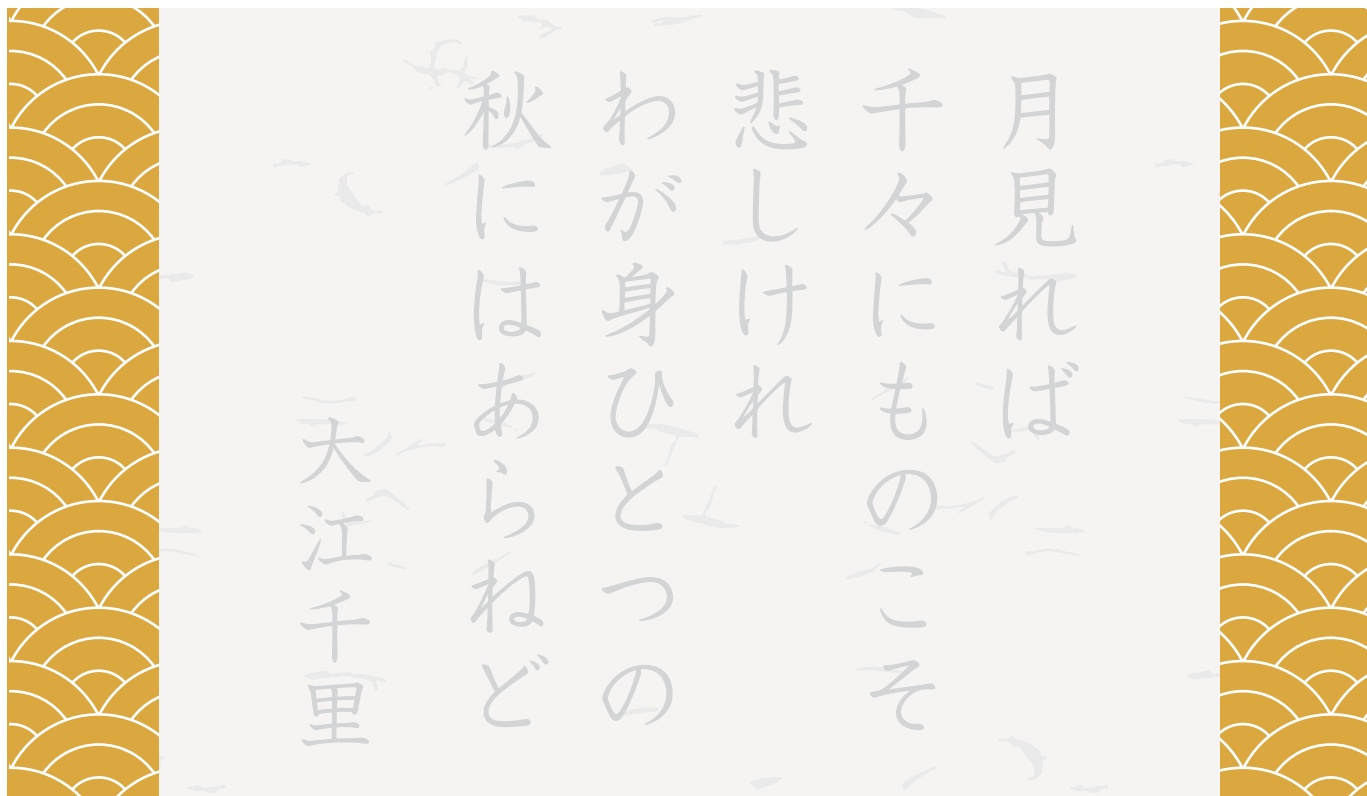 月見れば
千々にものこそ
悲しけれ
わが身ひとつの
秋にはあらねど
大江千里